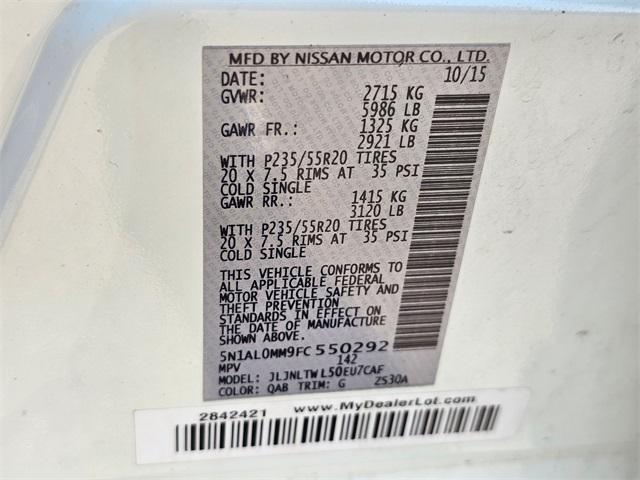 MFD BY NISSAN MOTOR CO., LTD.
DATE: 10/15
GVWR: 2715 KG
5986 LB
GAWR FR.: 1325 KG
2921 LB
WITH P235/55R20 TIRES
20 X 7.5 RIMS AT 35 PSI
COLD SINGLE
GAWR RR.: 1415 KG
3120 LB
WITH P235/55R20 TIRES
20 X 7.5 RIMS AT 35 PSI
COLD SINGLE
THIS VEHICLE CONFORMS TO
ALL APPLICABLE FEDERAL
MOTOR VEHICLE SAFETY AND
THEFT PREVENTION
STANDARDS IN EFFECT ON
THE DATE OF MANUFACTURE
SHOWN ABOVE.
5N1AL0MM9FC550292
MPV 142
MODEL: JLJNLTW L50EU7CAF
COLOR: QAB TRIM: G ZS30A
2842421 www.MyDealerLot.com